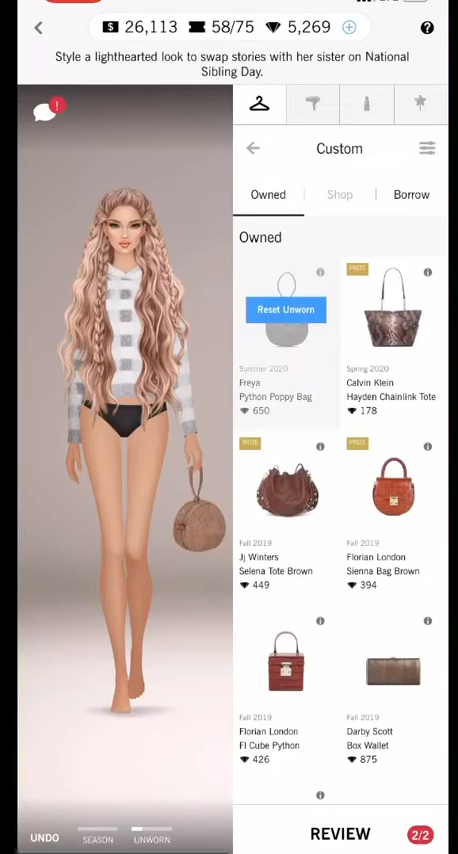 $ 26,113 58/75 5,269 + ?
Style a lighthearted look to swap stories with her sister on National
Sibling Day.
!
Custom
Owned Shop Borrow
Owned
PRIZE
Reset Unworn
Summer 2020 Spring 2020
Freya Calvin Klein
Python Poppy Bag Hayden Chainlink Tote
650 178
PRIZE PRIZE
Fall 2019 Fall 2019
Jj Winters Florian London
Selena Tote Brown Sienna Bag Brown
449 394
Fall 2019 Fall 2019
Florian London Darby Scott
Fl Cube Python Box Wallet
426 875
UNDO SEASON UNWORN REVIEW 2/2